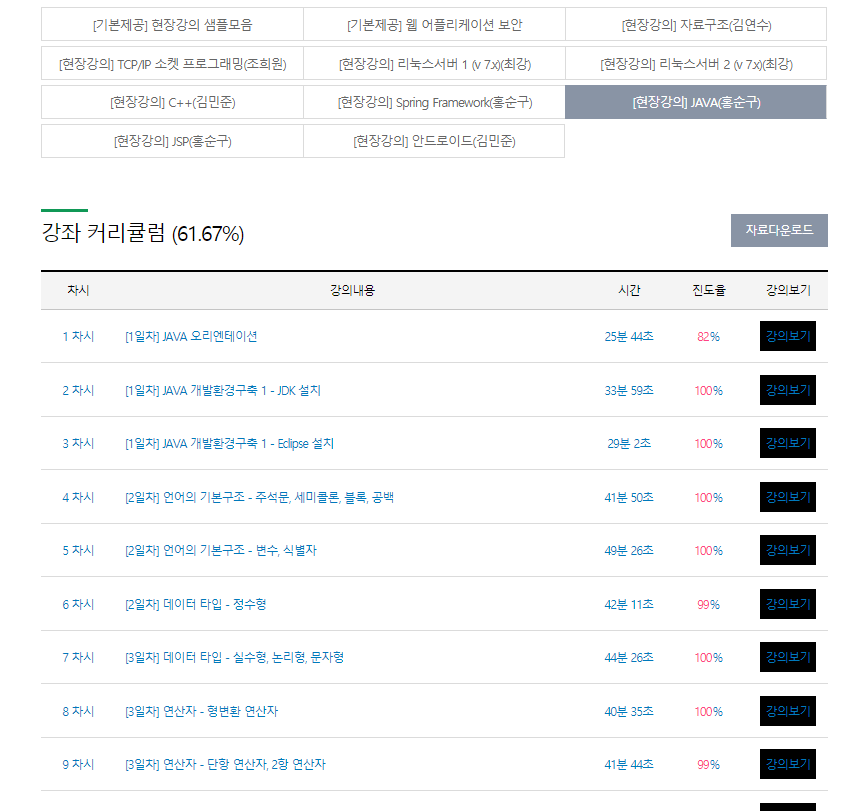 [기본제공] 현장강의 샘플모음 [기본제공] 웹 어플리케이션 보안 [현장강의] 자료구조(김연수)
[현장강의] TCP/IP 소켓 프로그래밍(조희원) [현장강의] 리눅스서버 1 (v 7.x)(최강) [현장강의] 리눅스서버 2 (v 7.x)(최강)
[현장강의] C++(김민준) [현장강의] Spring Framework(홍순구) [현장강의] JAVA(홍순구)
[현장강의] JSP(홍순구) [현장강의] 안드로이드(김민준)
강좌 커리큘럼 (61.67%) 자료다운로드
차시 강의내용 시간 진도율 강의보기
1 차시 [1일차] JAVA 오리엔테이션 25분 44초 82% 강의보기
2 차시 [1일차] JAVA 개발환경구축 1 - JDK 설치 33분 59초 100% 강의보기
3 차시 [1일차] JAVA 개발환경구축 1 - Eclipse 설치 29분 2초 100% 강의보기
4 차시 [2일차] 언어의 기본구조 - 주석문, 세미콜론, 블록, 공백 41분 50초 100% 강의보기
5 차시 [2일차] 언어의 기본구조 - 변수, 식별자 49분 26초 100% 강의보기
6 차시 [2일차] 데이터 타입 - 정수형 42분 11초 99% 강의보기
7 차시 [3일차] 데이터 타입 - 실수형, 논리형, 문자형 44분 26초 100% 강의보기
8 차시 [3일차] 연산자 - 형변환 연산자 40분 35초 100% 강의보기
9 차시 [3일차] 연산자 - 단항 연산자, 2항 연산자 41분 44초 99% 강의보기